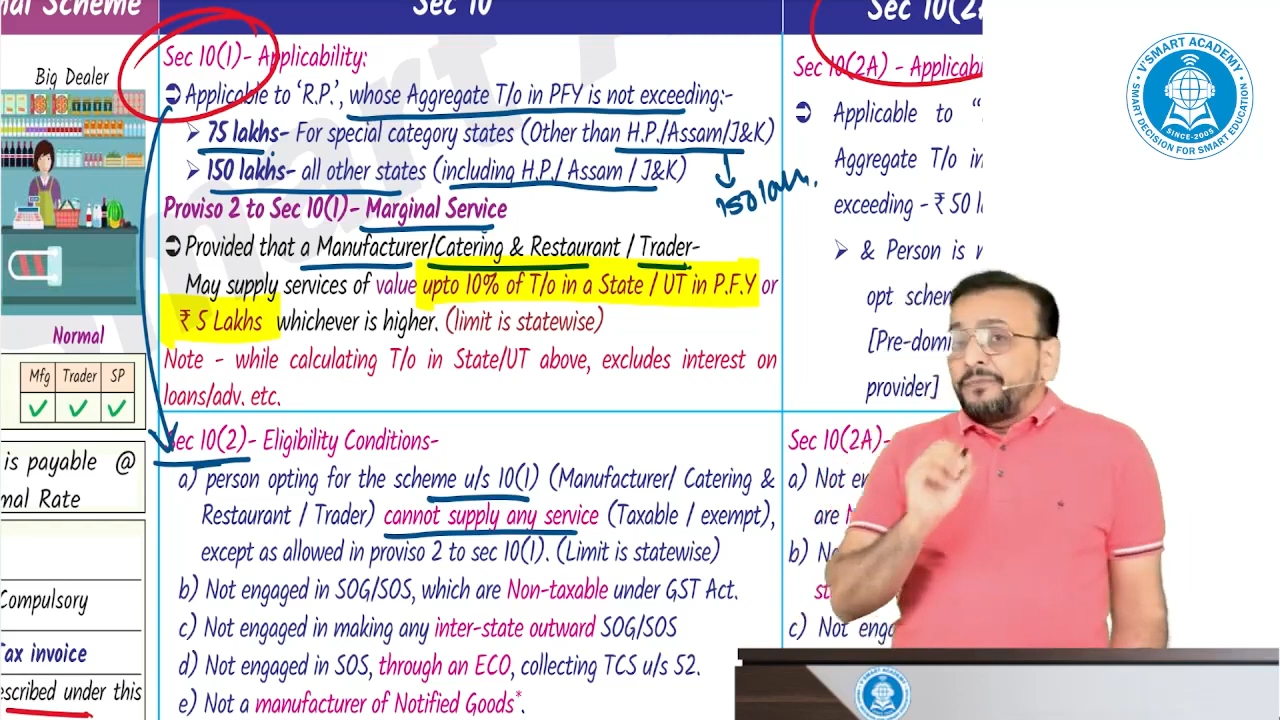 nal Scheme
Sec 10
Sec 10(2
Big Dealer
Normal
Mfg Trader SP
✓ ✓ ✓
is payable @
mal Rate
Compulsory
Tax invoice
escribed under this
Sec 10(1)- Applicability:
➲ Applicable to 'R.P.', whose Aggregate T/o in PFY is not exceeding:-
➢ 75 lakhs- For special category states (Other than H.P./Assam/J&K)
➢ 150 lakhs- all other states (including H.P./ Assam / J&K)
150 lakh.
Proviso 2 to Sec 10(1)- Marginal Service
➲ Provided that a Manufacturer/Catering & Restaurant / Trader-
May supply services of value upto 10% of T/o in a State / UT in P.F.Y or
₹ 5 Lakhs whichever is higher. (limit is statewise)
Note - while calculating T/o in State/UT above, excludes interest on
loans/adv. etc.
Sec 10(2)- Eligibility Conditions-
a) person opting for the scheme u/s 10(1) (Manufacturer/ Catering &
Restaurant / Trader) cannot supply any service (Taxable / exempt),
except as allowed in proviso 2 to sec 10(1). (Limit is statewise)
b) Not engaged in SOG/SOS, which are Non-taxable under GST Act.
c) Not engaged in making any inter-state outward SOG/SOS
d) Not engaged in SOS, through an ECO, collecting TCS u/s 52.
e) Not a manufacturer of Notified Goods*.
Sec 10(2A) - Applicabi
➲ Applicable to "
Aggregate T/o in
exceeding - ₹ 50 l
➢ & Person is n
opt schem
[Pre-domi
provider]
Sec 10(2A)-
a) Not en
are
b) No
st
c) Not enga
V'SMART ACADEMY
SMART DECISION FOR SMART EDUCATION
SINCE-2005